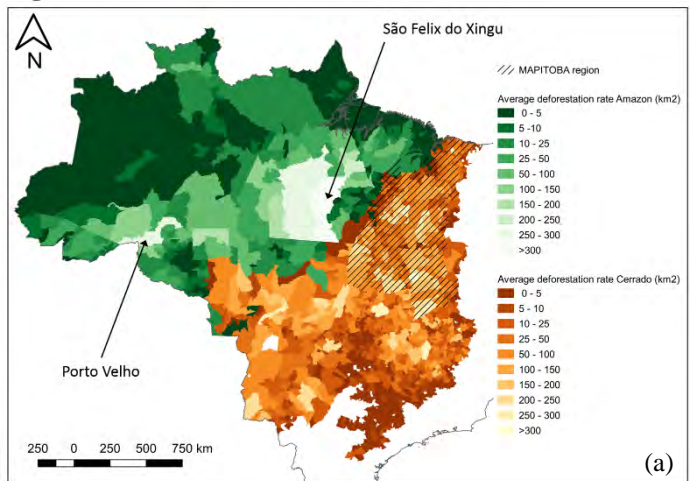 São Felix do Xingu
N
MAPITOBA region
Average deforestation rate Amazon (km2)
0 - 5
5 -10
10 - 25
25 - 50
50 - 100
100 - 150
150 - 200
200 - 250
250 - 300
>300
Average deforestation rate Cerrado (km2)
0 - 5
5 - 10
10 - 25
25 - 50
50 - 100
100 - 150
150 - 200
200 - 250
250 - 300
>300
Porto Velho
250 0 250 500 750 km
(a)